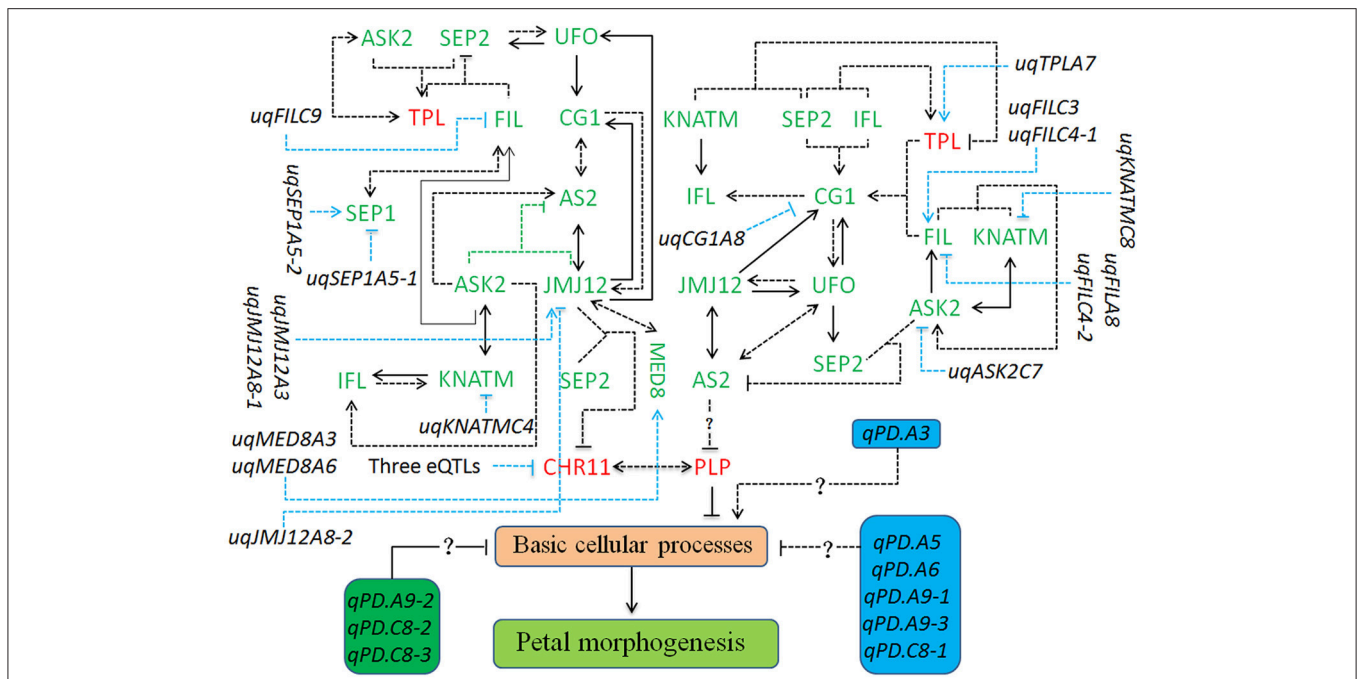 ASK2 SEP2 UFO
uqFILC9
TPL FIL CG1
uqSEP1A5-2
SEP1
AS2
uqSEP1A5-1
ASK2 JMJ12
uqJMJ12A3
uqJMJ12A8-1
MED8
IFL KNATM SEP2
uqKNATMC4
uqMED8A3
uqMED8A6
Three eQTLs
CHR11
PLP
uqJMJ12A8-2
uqTPLA7
KNATM SEP2 IFL
uqFILC3
TPL
uqFILC4-1
uqKNATMC8
IFL CG1
uqCG1A8
FIL KNATM
JMJ12 UFO
ASK2
uqFILA8
uqFILC4-2
AS2 SEP2
uqASK2C7
?
qPD.A3
?
Basic cellular processes
?
?
qPD.A5
qPD.A6
qPD.A9-1
qPD.A9-3
qPD.C8-1
qPD.A9-2
qPD.C8-2
qPD.C8-3
Petal morphogenesis